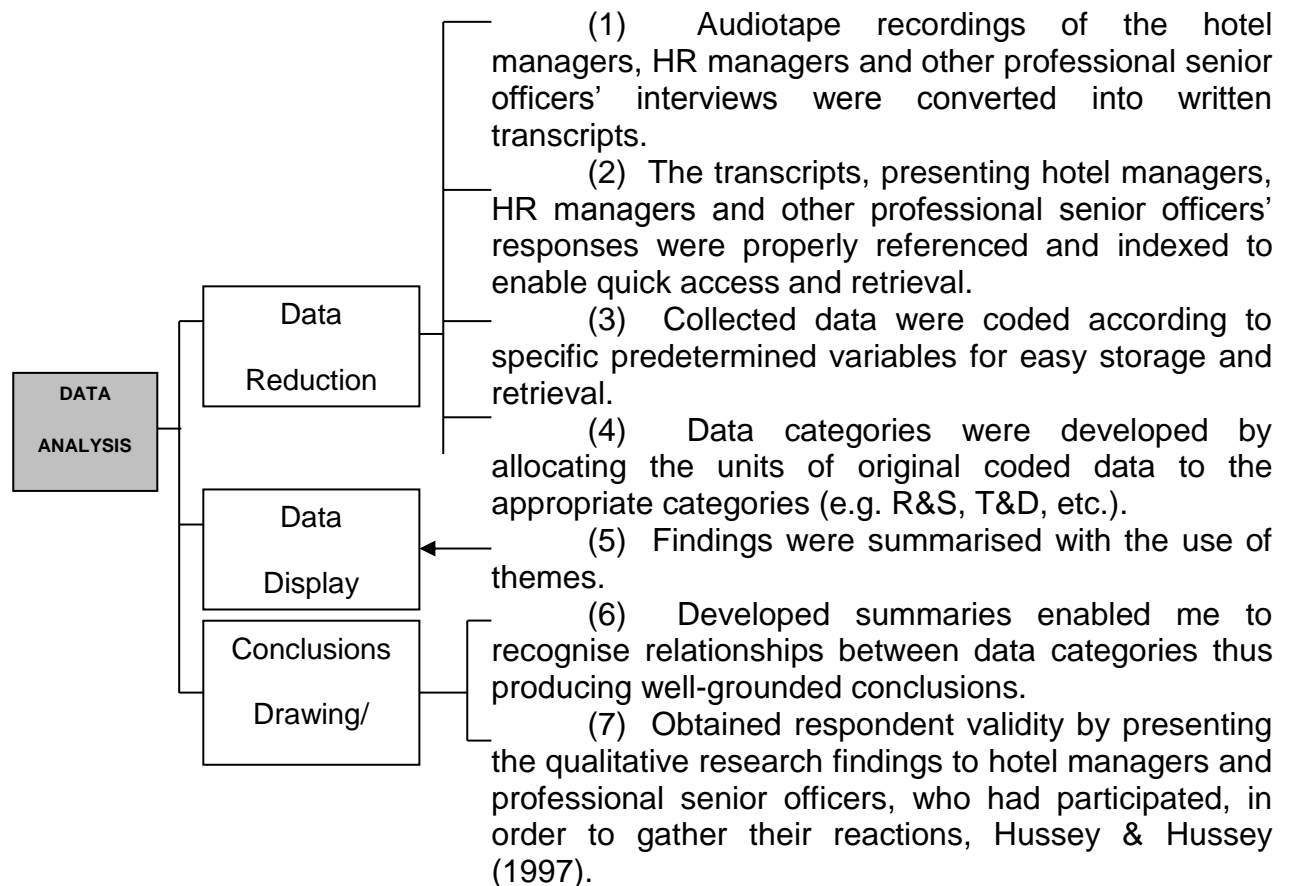 (1) Audiotape recordings of the hotel
managers, HR managers and other professional senior
officers’ interviews were converted into written
transcripts.
(2) The transcripts, presenting hotel managers,
HR managers and other professional senior officers’
responses were properly referenced and indexed to
enable quick access and retrieval.
(3) Collected data were coded according to
specific predetermined variables for easy storage and
retrieval.
(4) Data categories were developed by
allocating the units of original coded data to the
appropriate categories (e.g. R&S, T&D, etc.).
(5) Findings were summarised with the use of
themes.
(6) Developed summaries enabled me to
recognise relationships between data categories thus
producing well-grounded conclusions.
(7) Obtained respondent validity by presenting
the qualitative research findings to hotel managers and
professional senior officers, who had participated, in
order to gather their reactions, Hussey & Hussey
(1997).
Data
Reduction
DATA
ANALYSIS
Data
Display
Conclusions
Drawing/